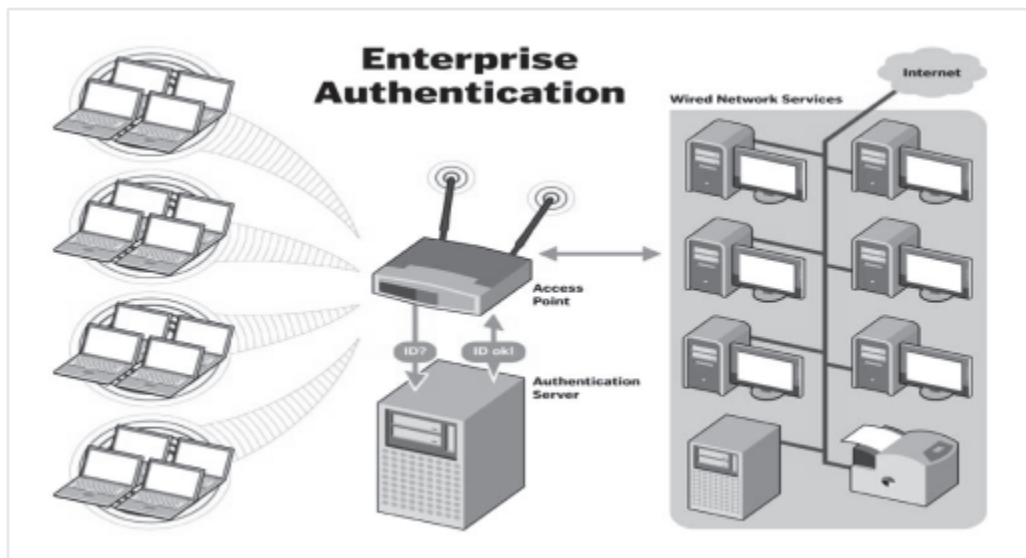 Enterprise
Authentication
Internet
Wired Network Services
Access
Point
ID?
ID ok!
Authentication
Server